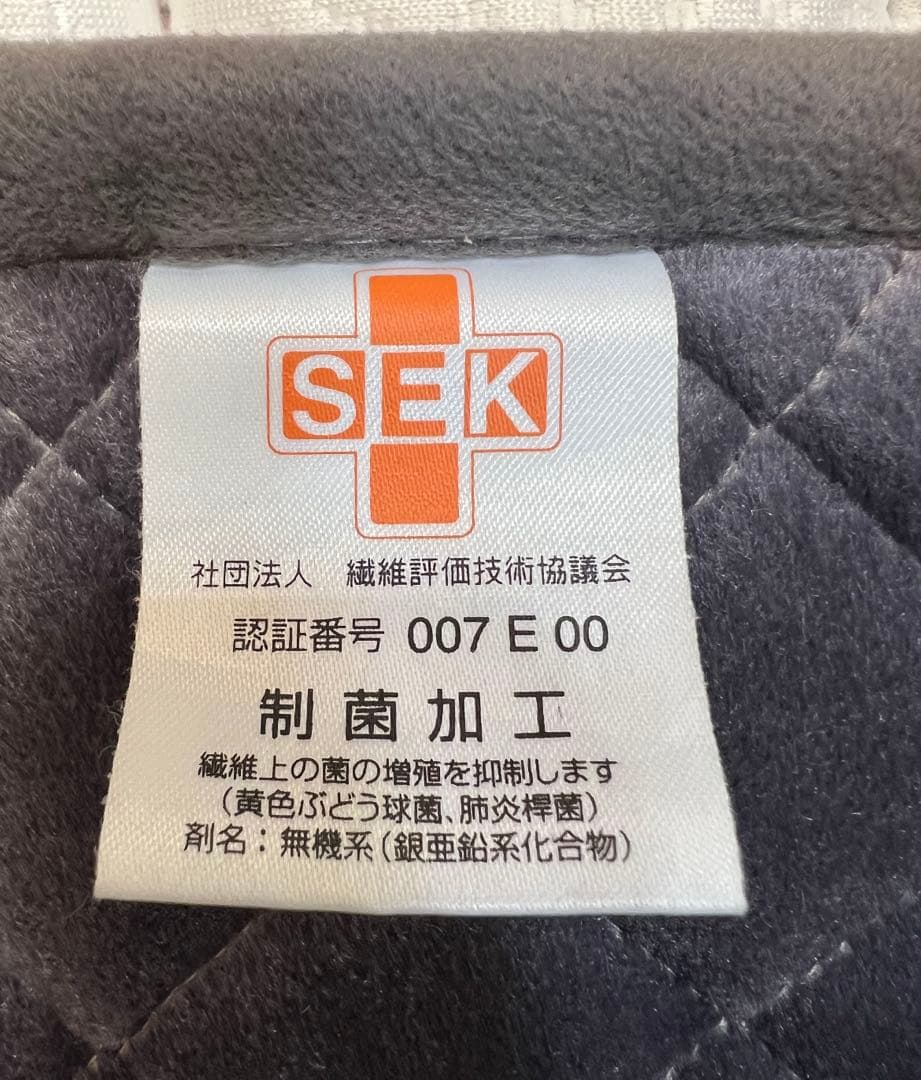 SEK
社団法人　繊維評価技術協議会
認証番号 007 E 00
制菌加工
繊維上の菌の増殖を抑制します
（黄色ぶどう球菌、肺炎桿菌）
剤名：無機系（銀亜鉛系化合物）